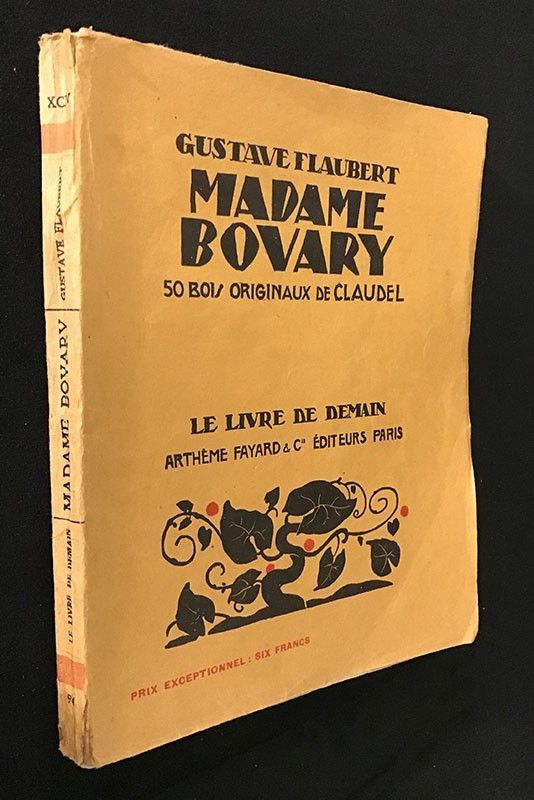 GUSTAVE FLAUBERT
MADAME
BOVARY
50 BOIS ORIGINAUX DE CLAUDEL
LE LIVRE DE DEMAIN
ARTHÈME FAYARD & Cie ÉDITEURS PARIS
PRIX EXCEPTIONNEL : SIX FRANCS
GUSTAVE FLAUBERT
MADAME BOVARY
LE LIVRE DE DEMAIN